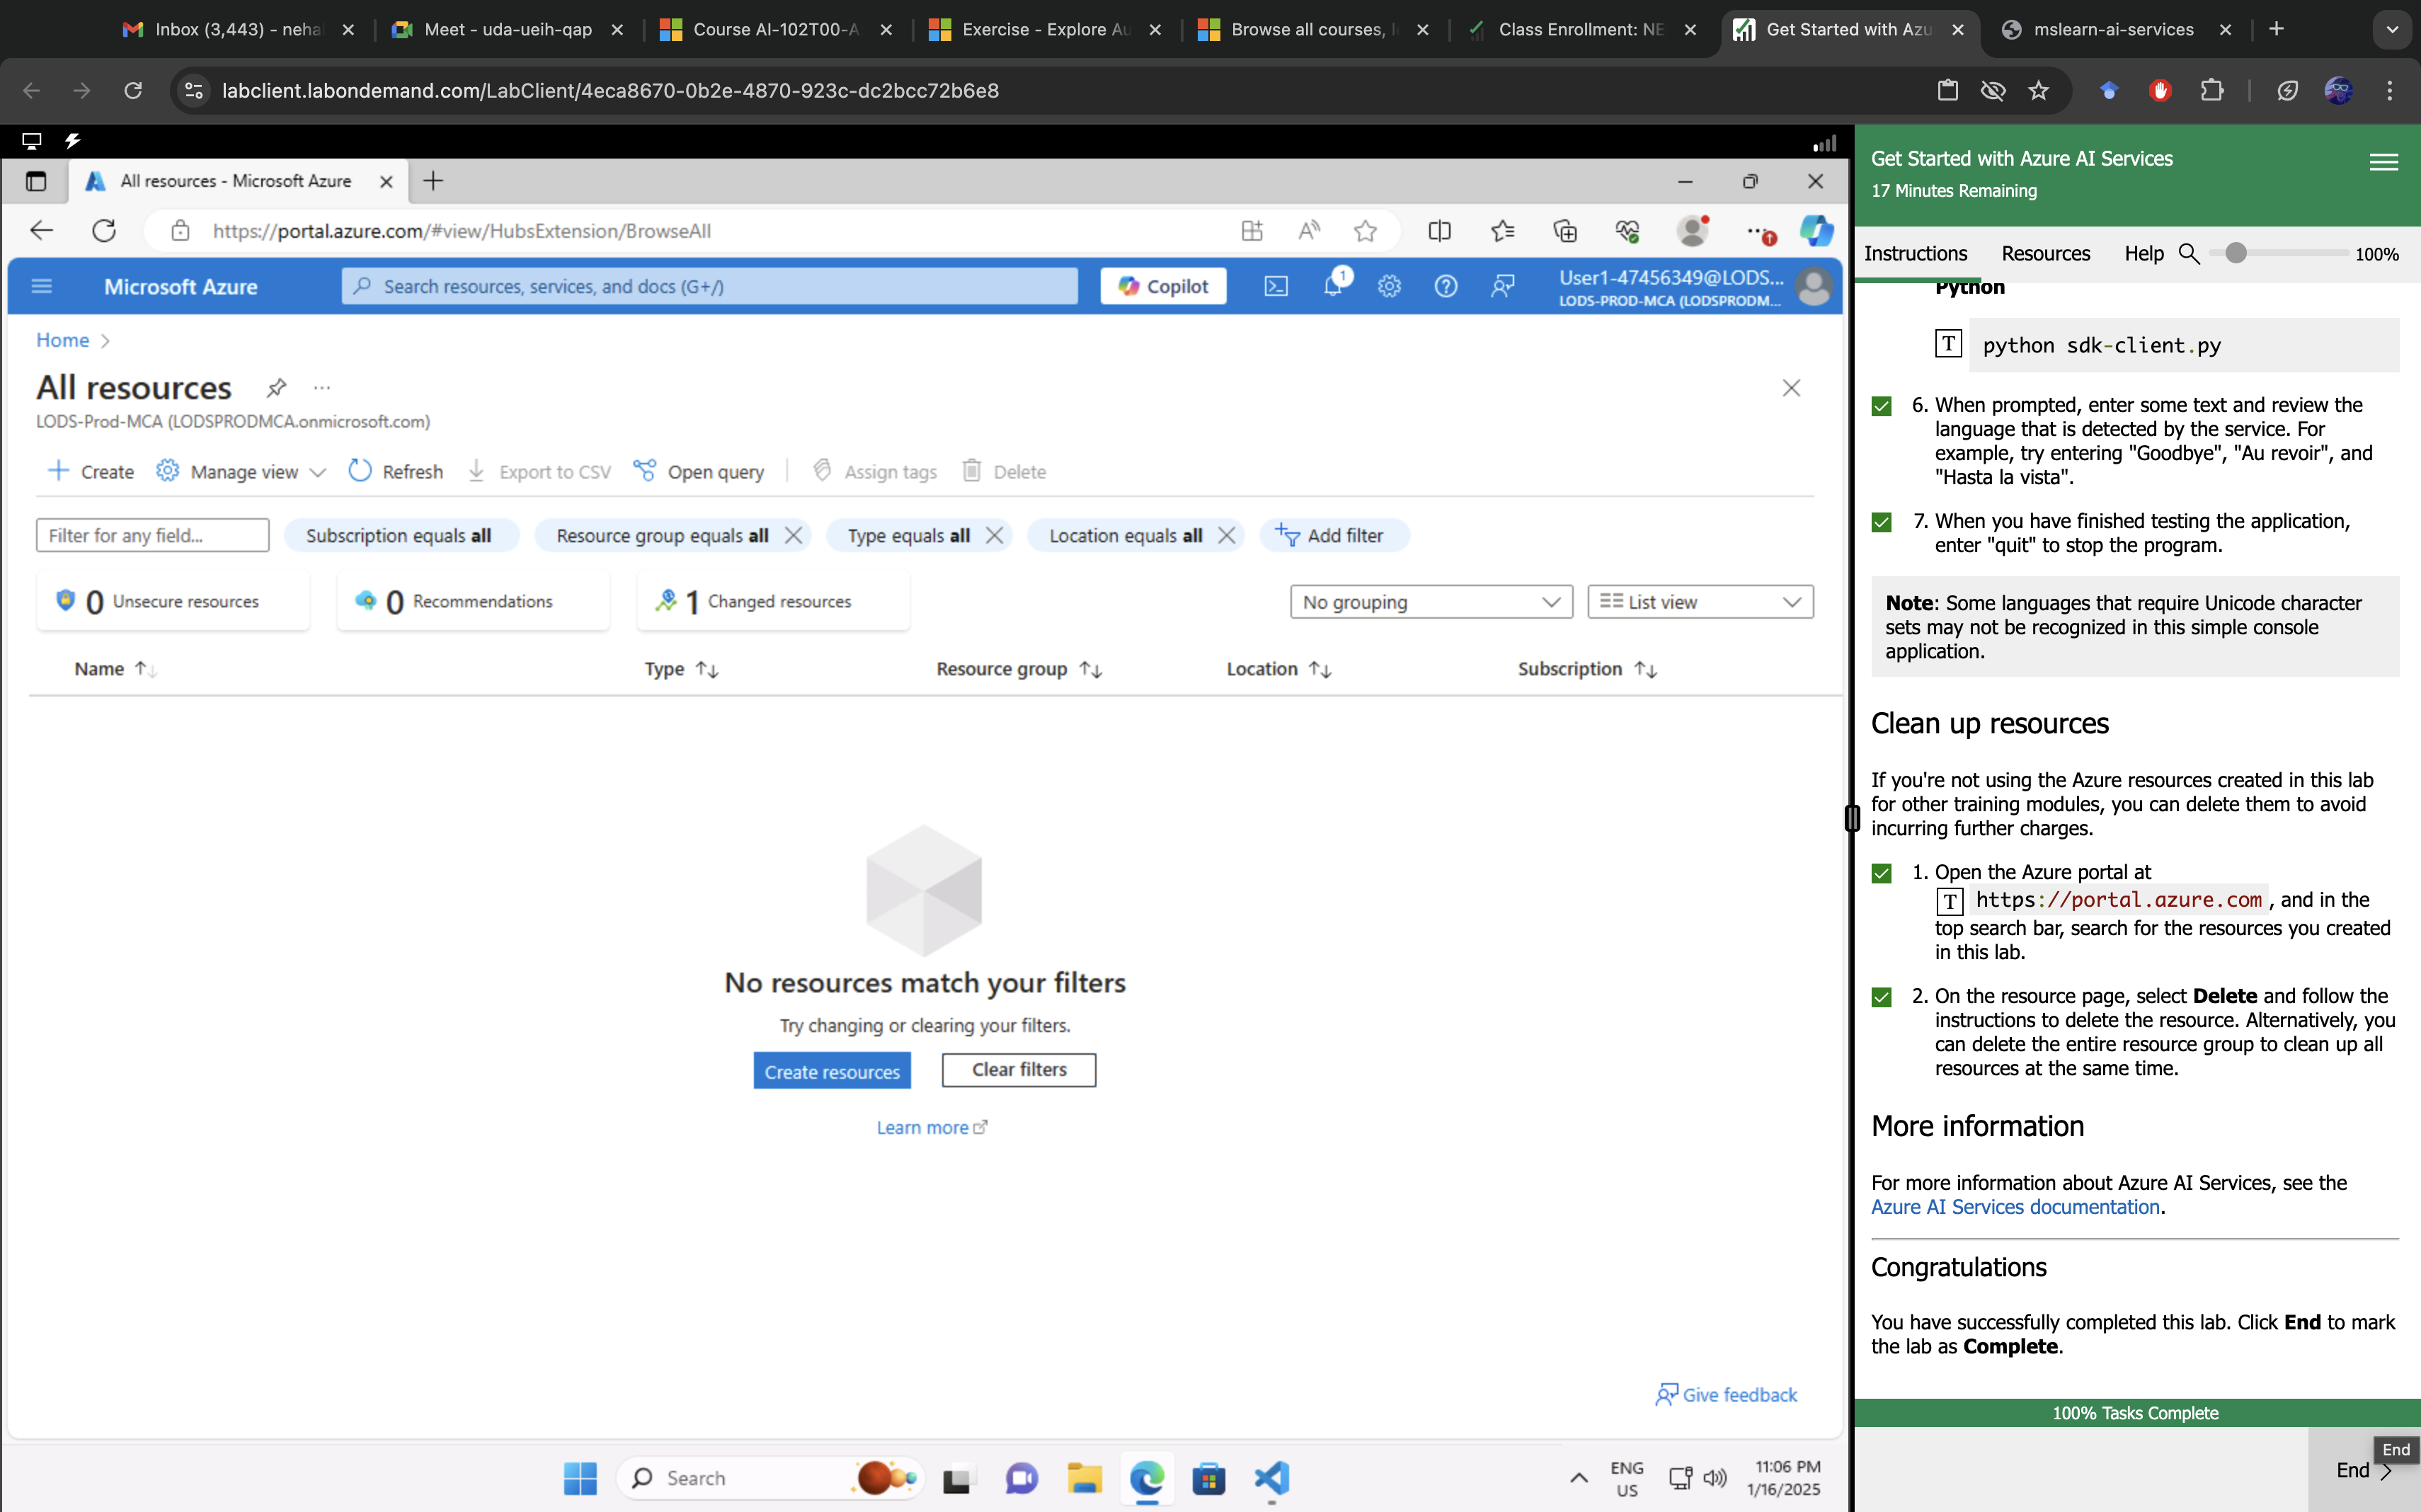 Inbox (3,443) - neha
Meet - uda-ueih-qap
Course AI-102T00-A
Exercise - Explore Au
Browse all courses, l
Class Enrollment: NE
Get Started with Azu
mslearn-ai-services
labclient.labondemand.com/LabClient/4eca8670-0b2e-4870-923c-dc2bcc72b6e8
All resources - Microsoft Azure
https://portal.azure.com/#view/HubsExtension/BrowseAll
Microsoft Azure
Search resources, services, and docs (G+/)
Copilot
1
User1-47456349@LODS...
LODS-PROD-MCA (LODSPRODM...
Home
All resources
LODS-Prod-MCA (LODSPRODMCA.onmicrosoft.com)
Create
Manage view
Refresh
Export to CSV
Open query
Assign tags
Delete
Filter for any field...
Subscription equals all
Resource group equals all
Type equals all
Location equals all
Add filter
0 Unsecure resources
0 Recommendations
1 Changed resources
No grouping
List view
Name
Type
Resource group
Location
Subscription
No resources match your filters
Try changing or clearing your filters.
Create resources
Clear filters
Learn more
Give feedback
Search
ENG
US
11:06 PM
1/16/2025
Get Started with Azure AI Services
17 Minutes Remaining
Instructions
Resources
Help
100%
Python
T python sdk-client.py
6. When prompted, enter some text and review the
language that is detected by the service. For
example, try entering "Goodbye", "Au revoir", and
"Hasta la vista".
7. When you have finished testing the application,
enter "quit" to stop the program.
Note: Some languages that require Unicode character
sets may not be recognized in this simple console
application.
Clean up resources
If you're not using the Azure resources created in this lab
for other training modules, you can delete them to avoid
incurring further charges.
1. Open the Azure portal at
T https://portal.azure.com , and in the
top search bar, search for the resources you created
in this lab.
2. On the resource page, select Delete and follow the
instructions to delete the resource. Alternatively, you
can delete the entire resource group to clean up all
resources at the same time.
More information
For more information about Azure AI Services, see the
Azure AI Services documentation.
Congratulations
You have successfully completed this lab. Click End to mark
the lab as Complete.
100% Tasks Complete
End
End